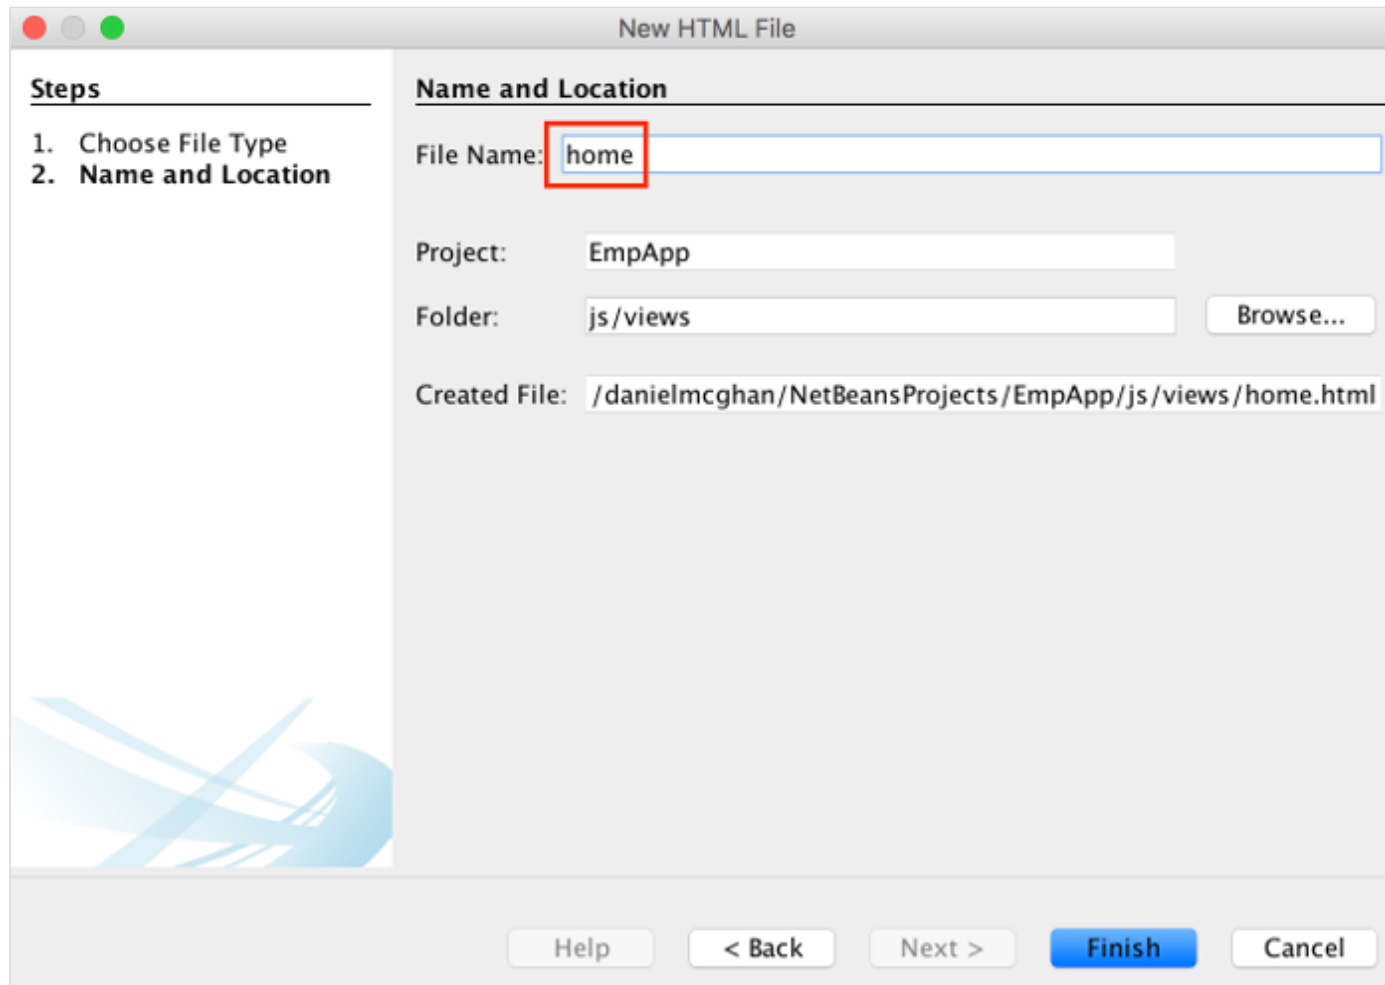 New HTML File
Steps
1. Choose File Type
2. Name and Location
Name and Location
File Name: home
Project: EmpApp
Folder: js/views Browse...
Created File: /danielmcghan/NetBeansProjects/EmpApp/js/views/home.html
Help < Back Next > Finish Cancel